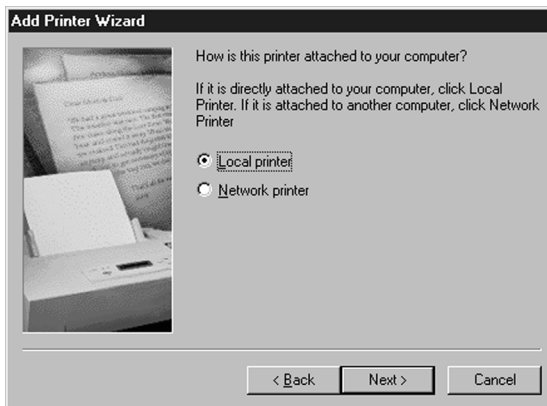 Add Printer Wizard
How is this printer attached to your computer?
If it is directly attached to your computer, click Local
Printer. If it is attached to another computer, click Network
Printer
Local printer
Network printer
< Back Next > Cancel